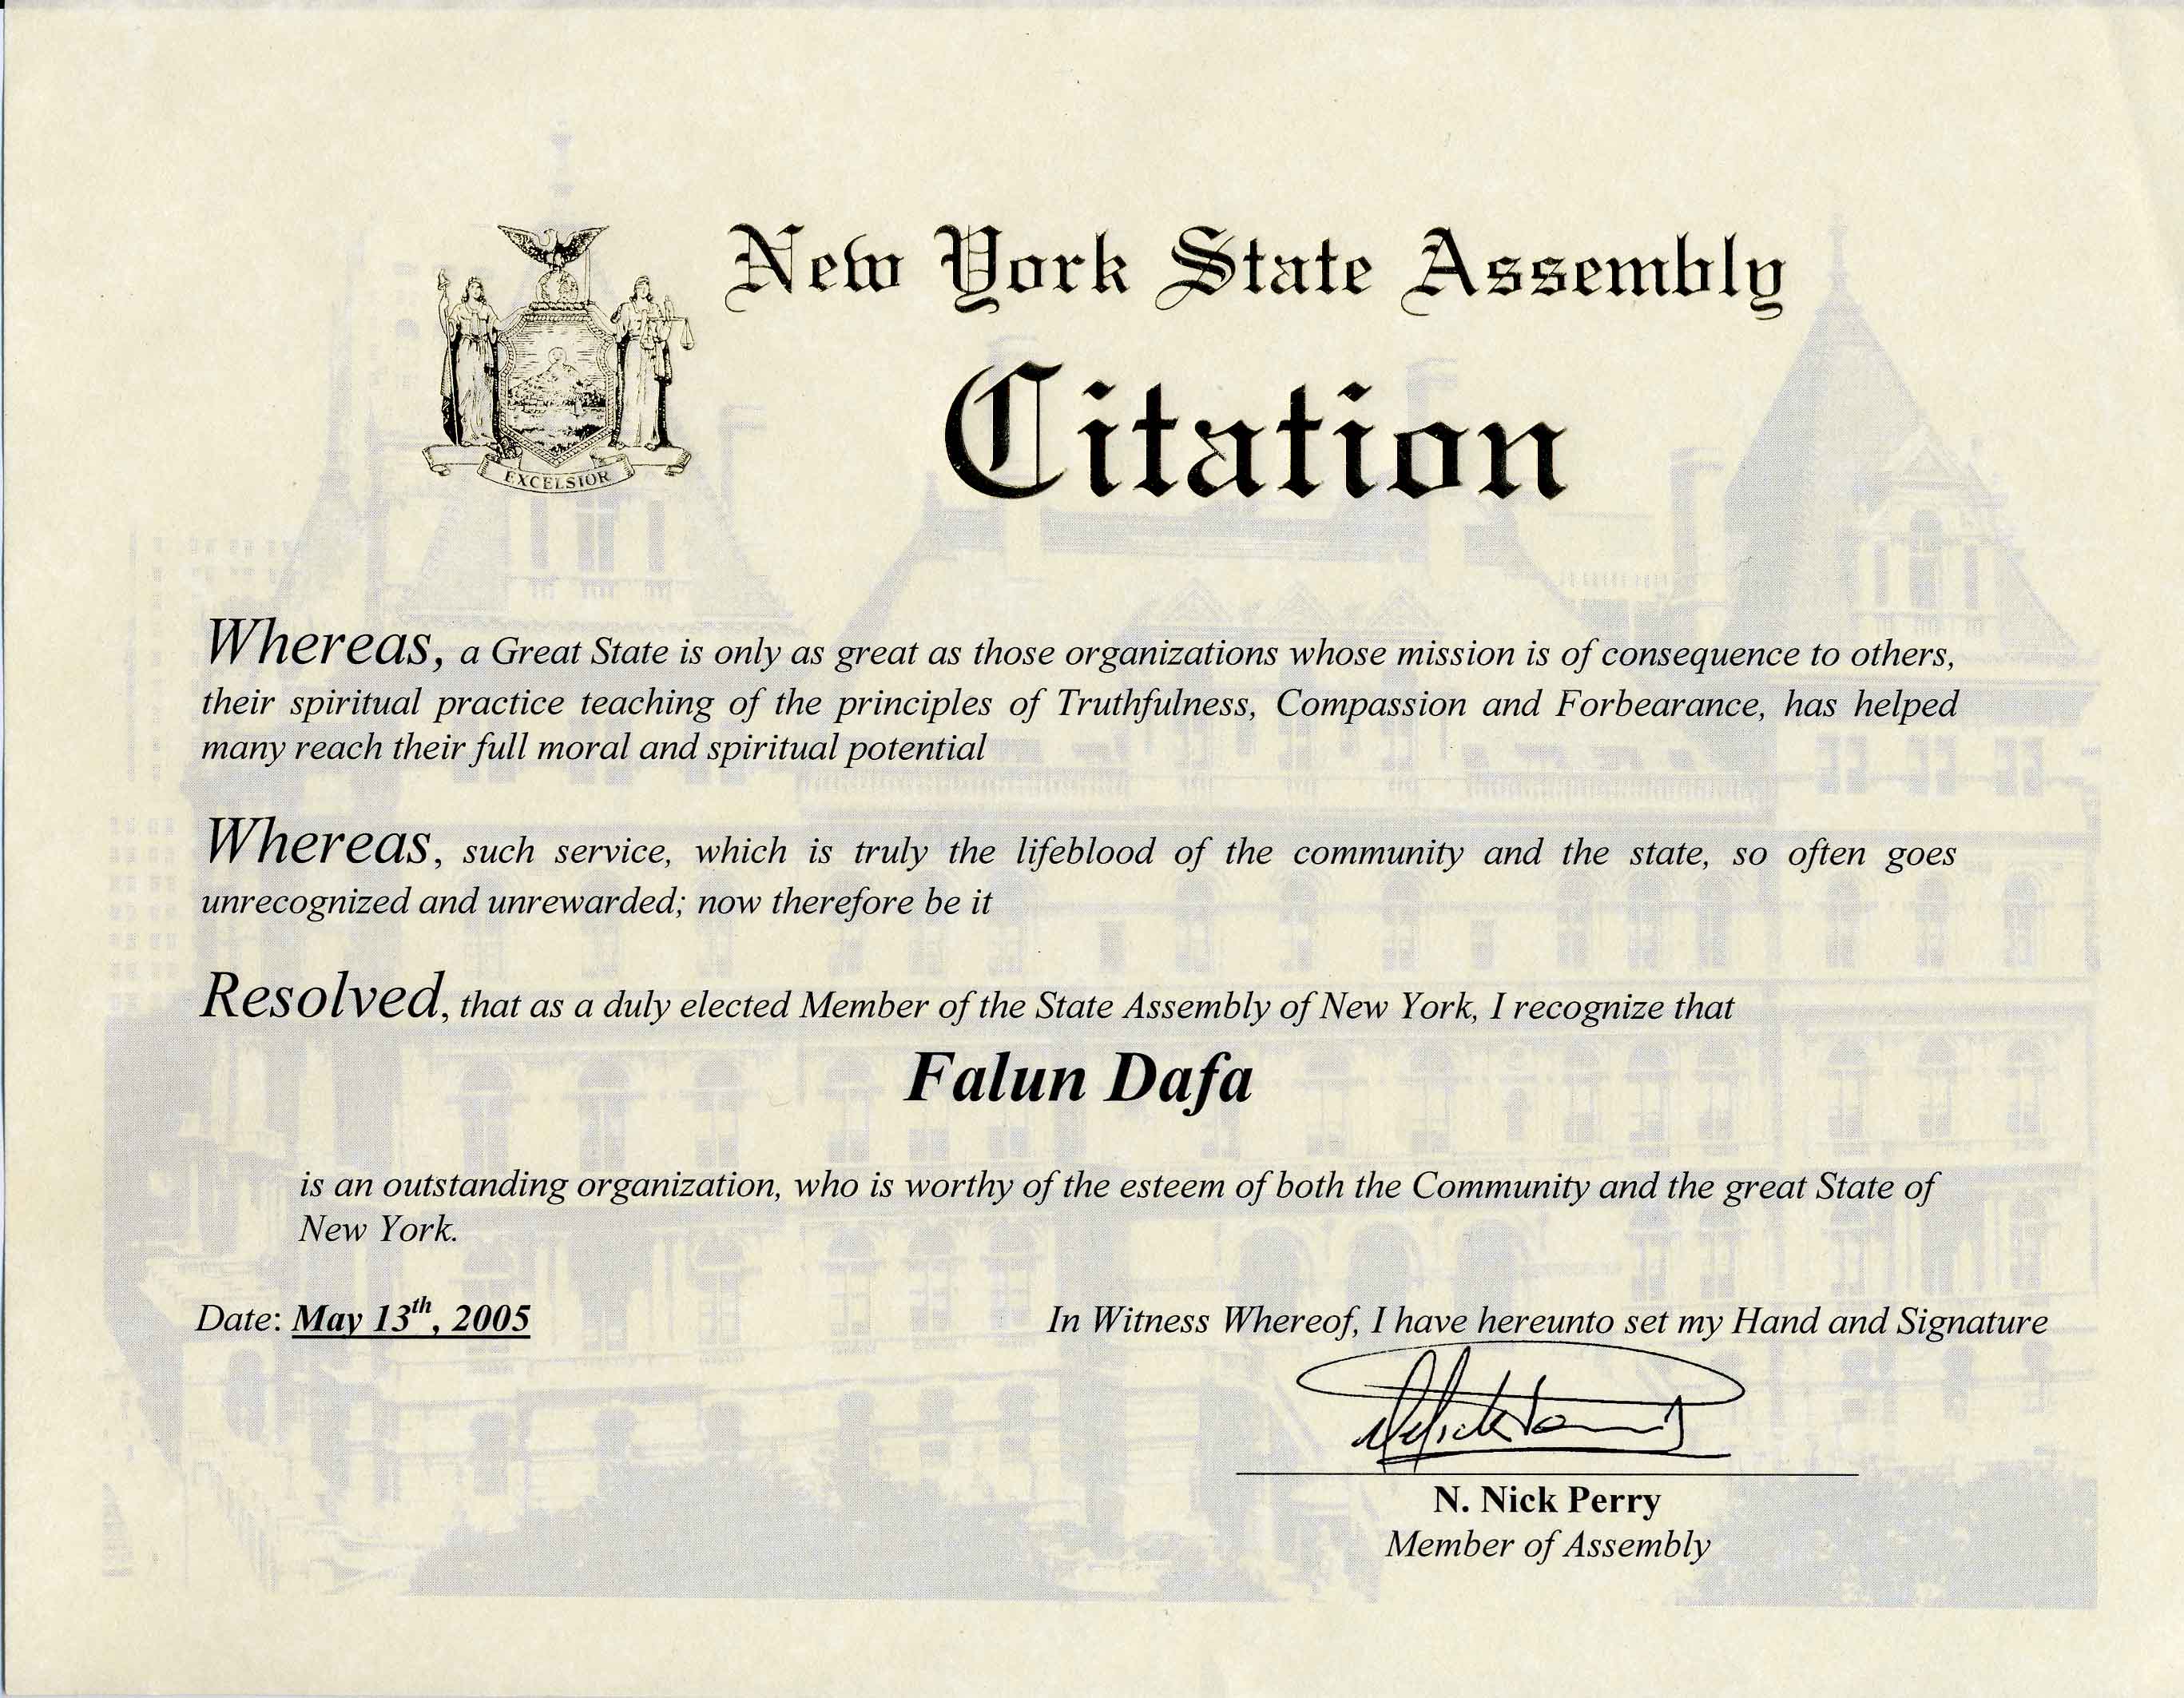 New York State Assembly
Citation
EXCELSIOR
Whereas, a Great State is only as great as those organizations whose mission is of consequence to others,
their spiritual practice teaching of the principles of Truthfulness, Compassion and Forbearance, has helped
many reach their full moral and spiritual potential
Whereas, such service, which is truly the lifeblood of the community and the state, so often goes
unrecognized and unrewarded; now therefore be it
Resolved, that as a duly elected Member of the State Assembly of New York, I recognize that
Falun Dafa
is an outstanding organization, who is worthy of the esteem of both the Community and the great State of
New York.
Date: May 13th, 2005
In Witness Whereof, I have hereunto set my Hand and Signature
N. Nick Perry
Member of Assembly